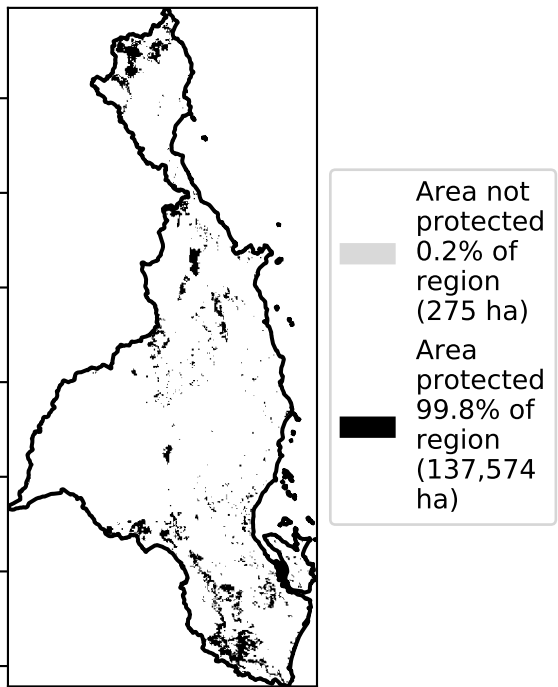 Area not
protected
0.2% of
region
(275 ha)
Area
protected
99.8% of
region
(137,574
ha)